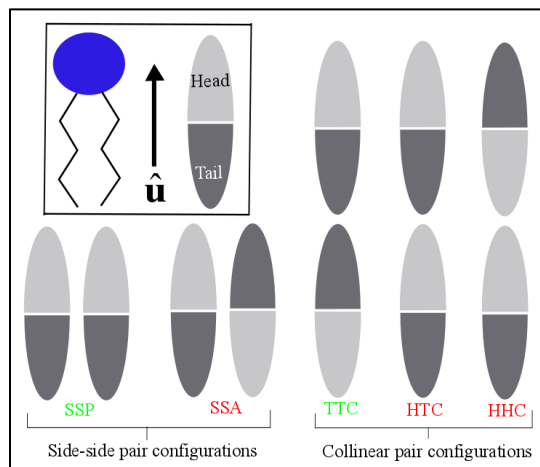 Head
Tail
û
SSP SSA TTC HTC HHC
Side-side pair configurations Collinear pair configurations